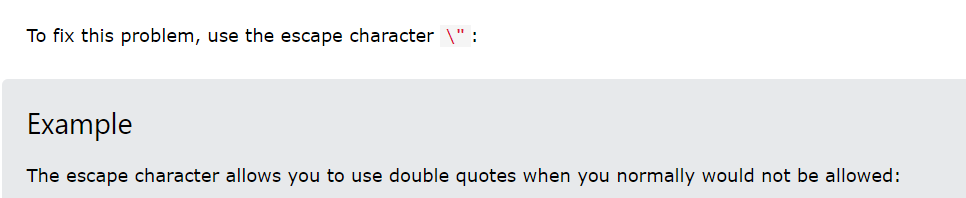 To fix this problem, use the escape character \":
Example
The escape character allows you to use double quotes when you normally would not be allowed: